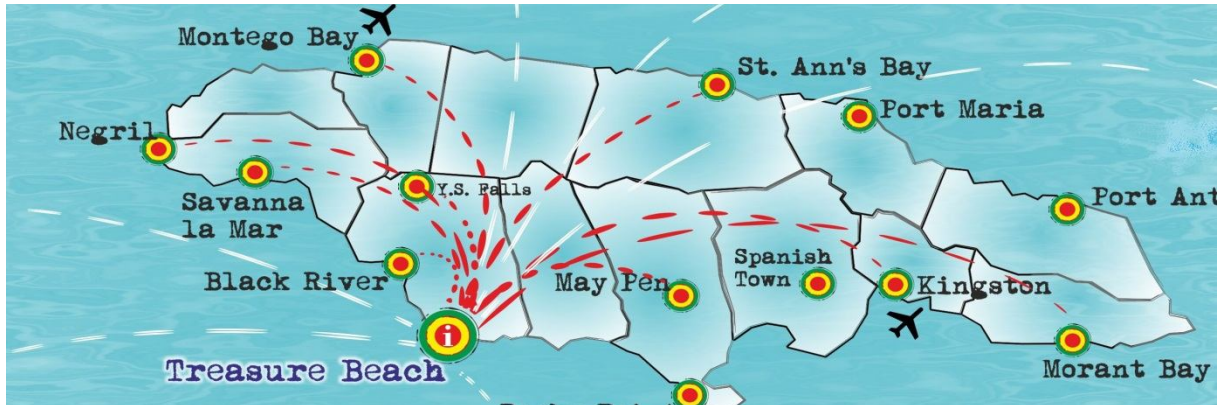 Montego Bay
St. Ann's Bay
Port Maria
Negril
Y.S. Falls
Savanna
la Mar
Port Ant
Black River
May Pen
Spanish
Town
Kingston
i
Treasure Beach
Morant Bay